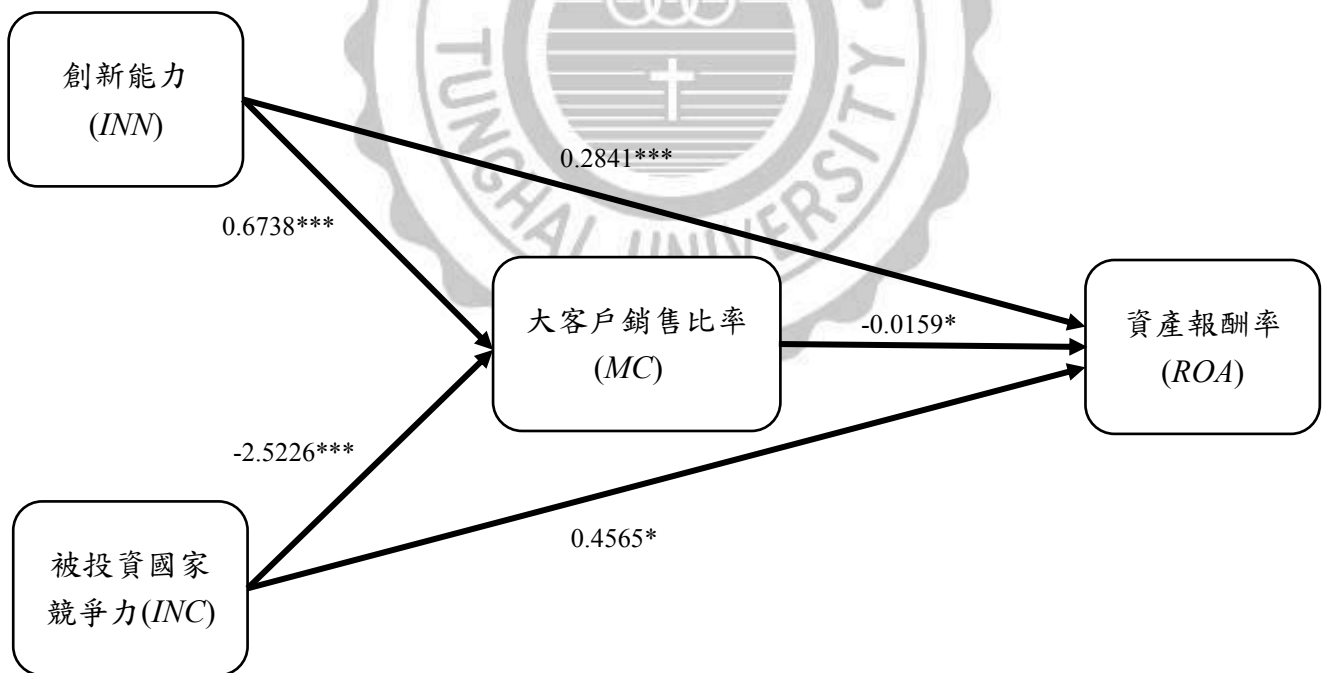 創新能力
(INN)
TUNGHAI UNIVERSITY
0.2841***
0.6738***
大客戶銷售比率
(MC)
-0.0159*
資產報酬率
(ROA)
-2.5226***
0.4565*
被投資國家
競爭力(INC)